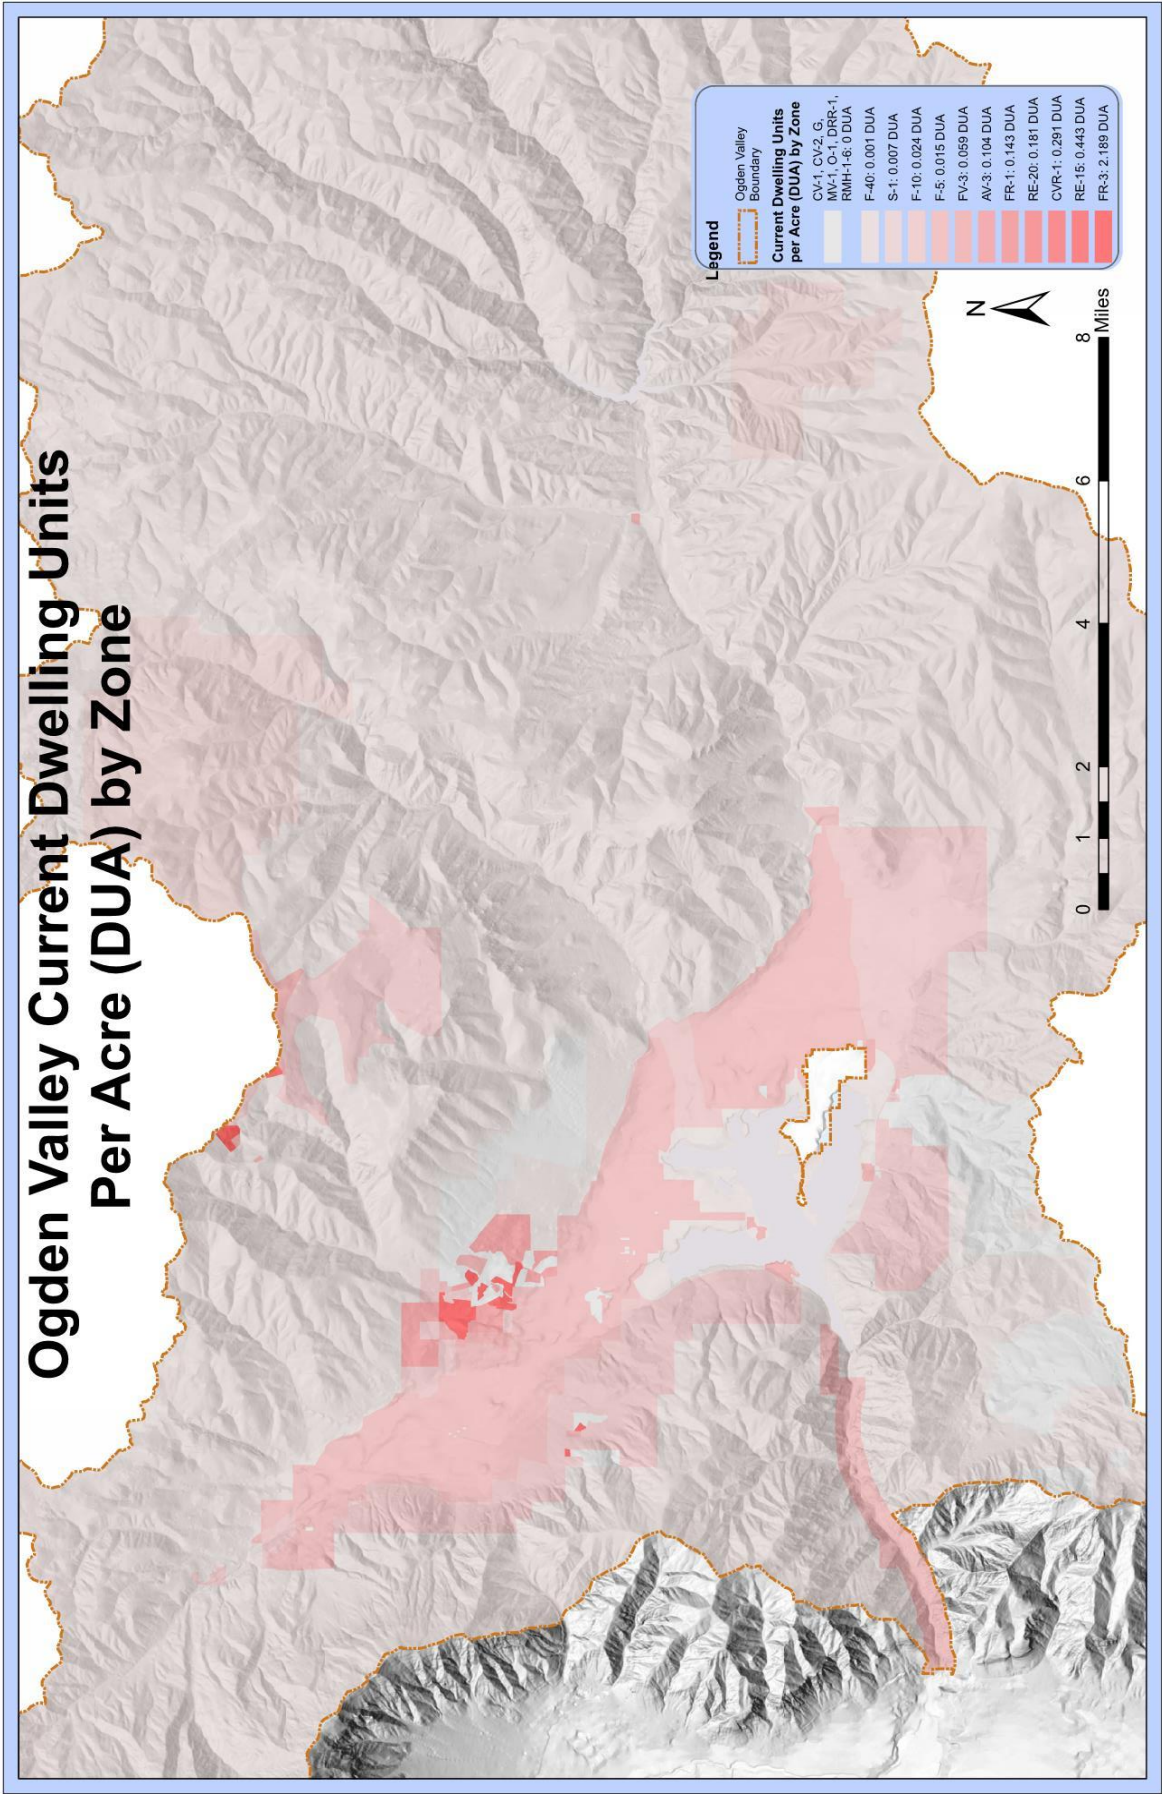 Ogden Valley Current Dwelling Units
Per Acre (DUA) by Zone
Legend
Ogden Valley
Boundary
Current Dwelling Units
per Acre (DUA) by Zone
CV-1, CV-2, G,
MV-1, O-1, DRR-1,
RMH-1-6: 0 DUA
F-40: 0.001 DUA
S-1: 0.007 DUA
F-10: 0.024 DUA
F-5: 0.015 DUA
FV-3: 0.059 DUA
AV-3: 0.104 DUA
FR-1: 0.143 DUA
RE-20: 0.181 DUA
CVR-1: 0.291 DUA
RE-15: 0.443 DUA
FR-3: 2.189 DUA
N
0 1 2 4 6 8
Miles